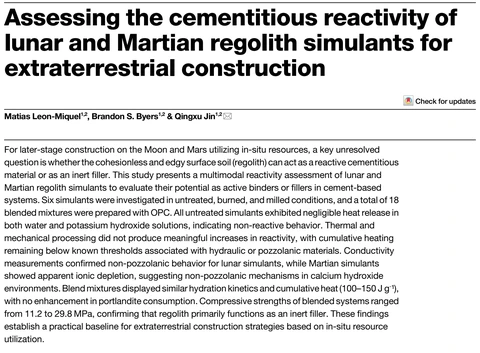 Assessing the cementitious reactivity of
lunar and Martian regolith simulants for
extraterrestrial construction
Check for updates
Matias Leon-Miquel1,2, Brandon S. Byers1,2 & Qingxu Jin1,2
For later-stage construction on the Moon and Mars utilizing in-situ resources, a key unresolved
question is whether the cohesionless and edgy surface soil (regolith) can act as a reactive cementitious
material or as an inert filler. This study presents a multimodal reactivity assessment of lunar and
Martian regolith simulants to evaluate their potential as active binders or fillers in cement-based
systems. Six simulants were investigated in untreated, burned, and milled conditions, and a total of 18
blended mixtures were prepared with OPC. All untreated simulants exhibited negligible heat release in
both water and potassium hydroxide solutions, indicating non-reactive behavior. Thermal and
mechanical processing did not produce meaningful increases in reactivity, with cumulative heating
remaining below known thresholds associated with hydraulic or pozzolanic materials. Conductivity
measurements confirmed non-pozzolanic behavior for lunar simulants, while Martian simulants
showed apparent ionic depletion, suggesting non-pozzolanic mechanisms in calcium hydroxide
environments. Blend mixtures displayed similar hydration kinetics and cumulative heat (100–150 J g⁻¹),
with no enhancement in portlandite consumption. Compressive strengths of blended systems ranged
from 11.2 to 29.8 MPa, confirming that regolith primarily functions as an inert filler. These findings
establish a practical baseline for extraterrestrial construction strategies based on in-situ resource
utilization.